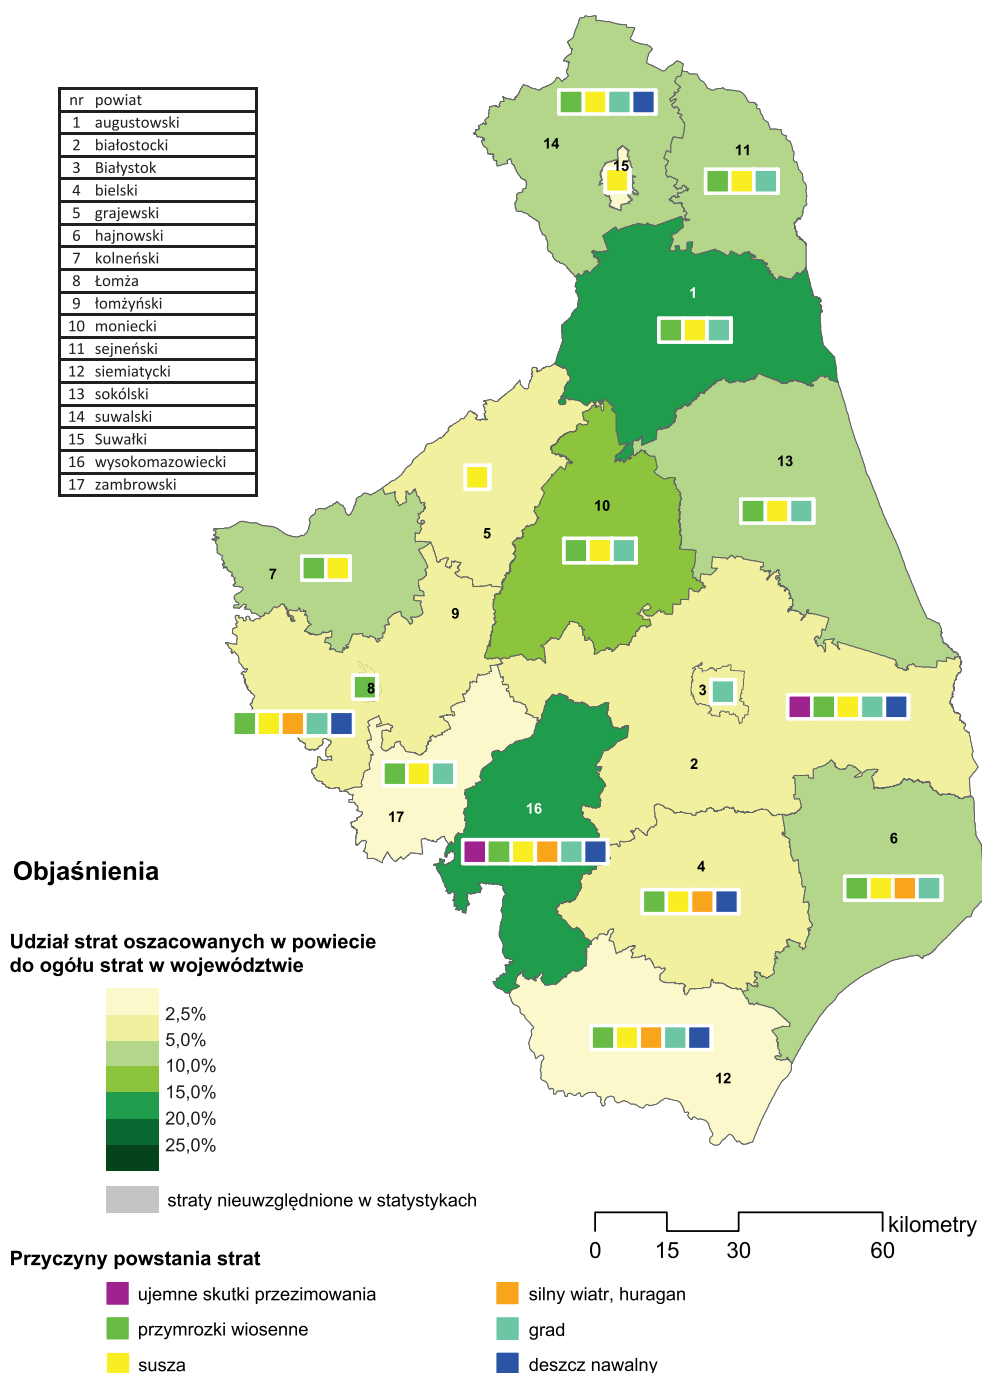 nr powiat
1 augustowski
2 białostocki
3 Białystok
4 bielski
5 grajewski
6 hajnowski
7 kolneński
8 Łomża
9 łomżyński
10 moniecki
11 sejneński
12 siemiatycki
13 sokólski
14 suwalski
15 Suwałki
16 wysokomazowiecki
17 zambrowski
14
11
15
1
13
10
5
7
9
8
3
2
17
16
4
6
12
Objaśnienia
Udział strat oszacowanych w powiecie
do ogółu strat w województwie
2,5%
5,0%
10,0%
15,0%
20,0%
25,0%
straty nieuwzględnione w statystykach
kilometry
0 15 30 60
Przyczyny powstania strat
ujemne skutki przezimowania
przymrozki wiosenne
susza
silny wiatr, huragan
grad
deszcz nawalny